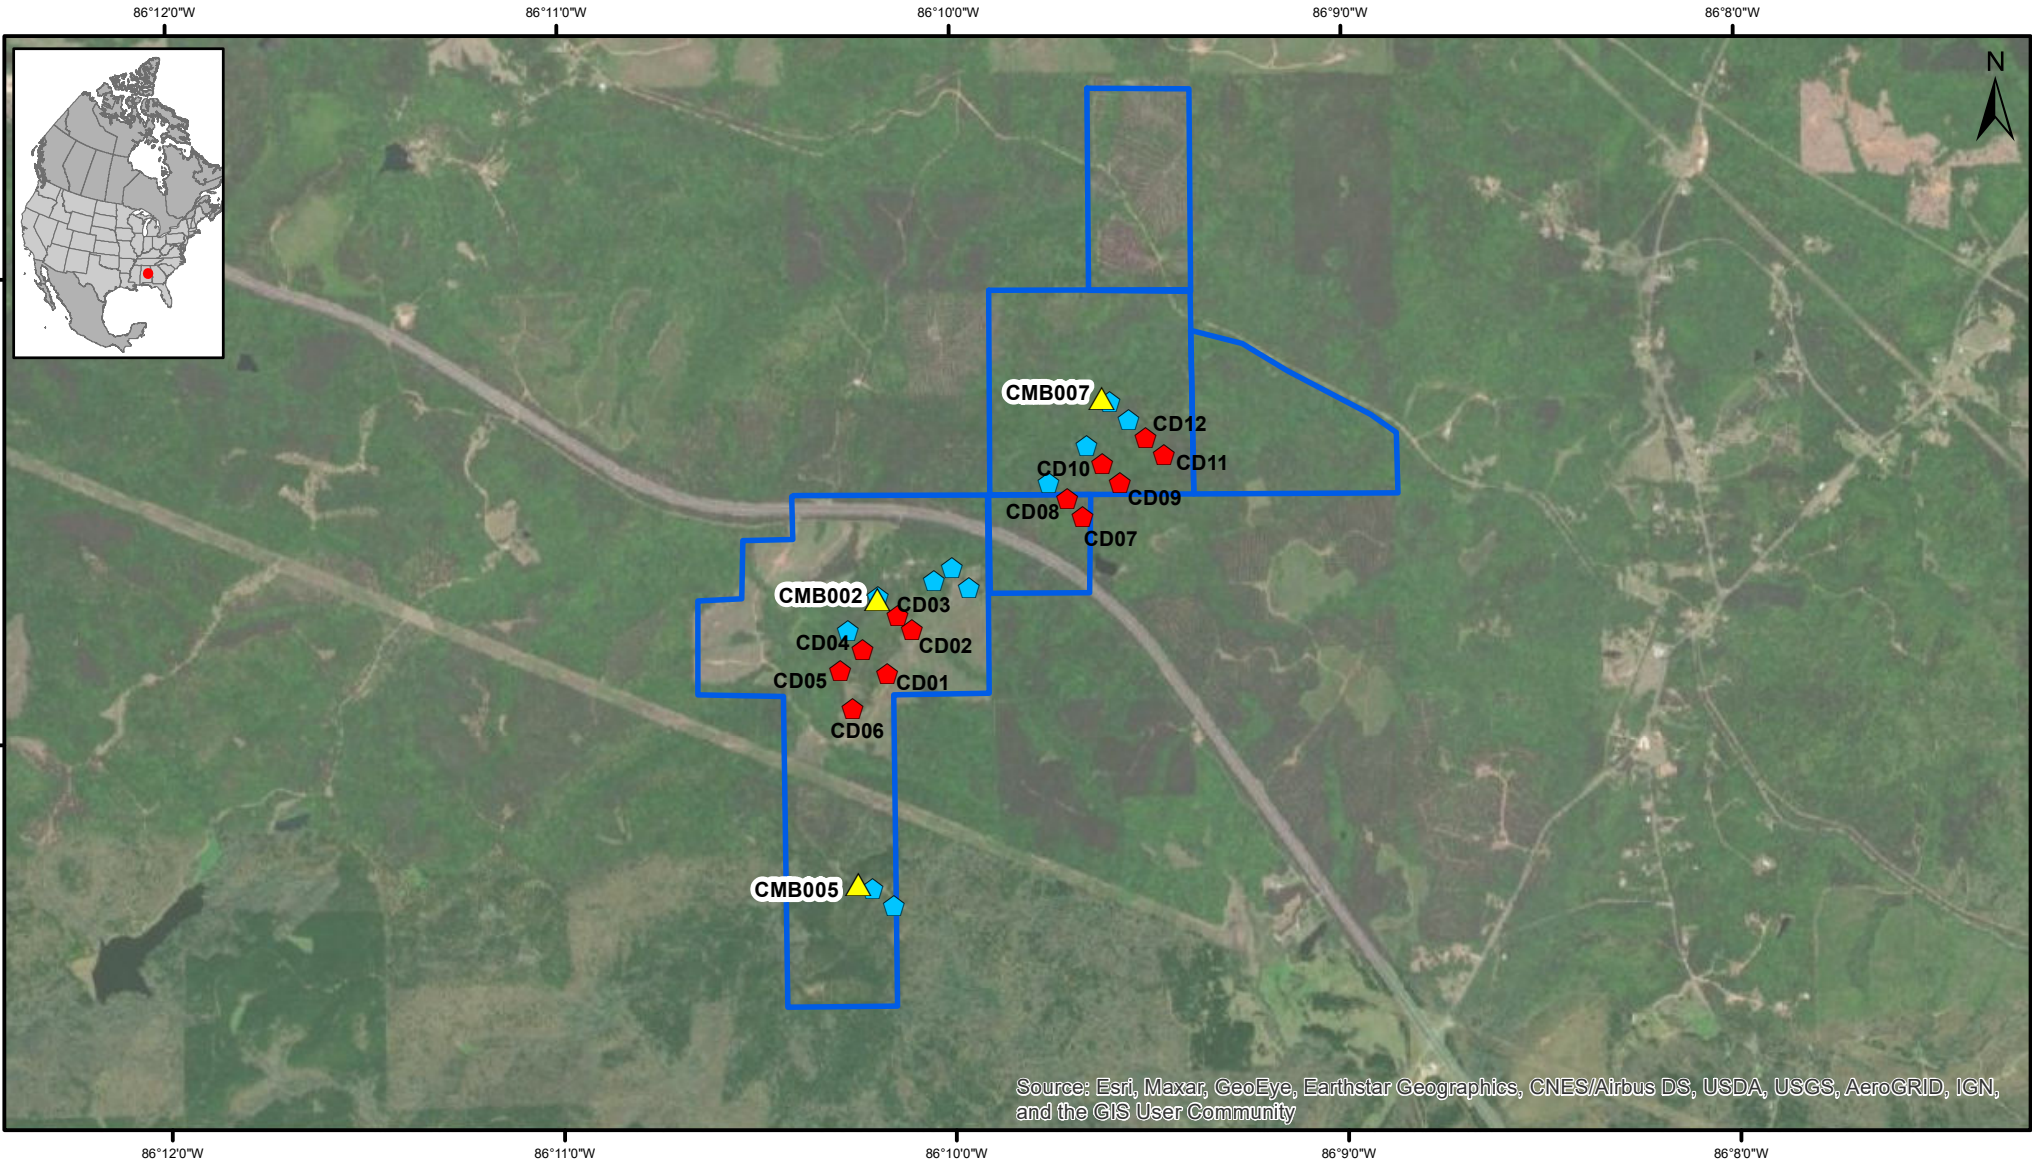 86°12'0"W
86°11'0"W
86°10'0"W
86°9'0"W
86°8'0"W
N
CMB007
CD12
CD11
CD10
CD09
CD08
CD07
CMB002
CD03
CD04
CD02
CD05
CD01
CD06
CMB005
Source: Esri, Maxar, GeoEye, Earthstar Geographics, CNES/Airbus DS, USDA, USGS, AeroGRID, IGN,
and the GIS User Community
86°12'0"W
86°11'0"W
86°10'0"W
86°9'0"W
86°8'0"W